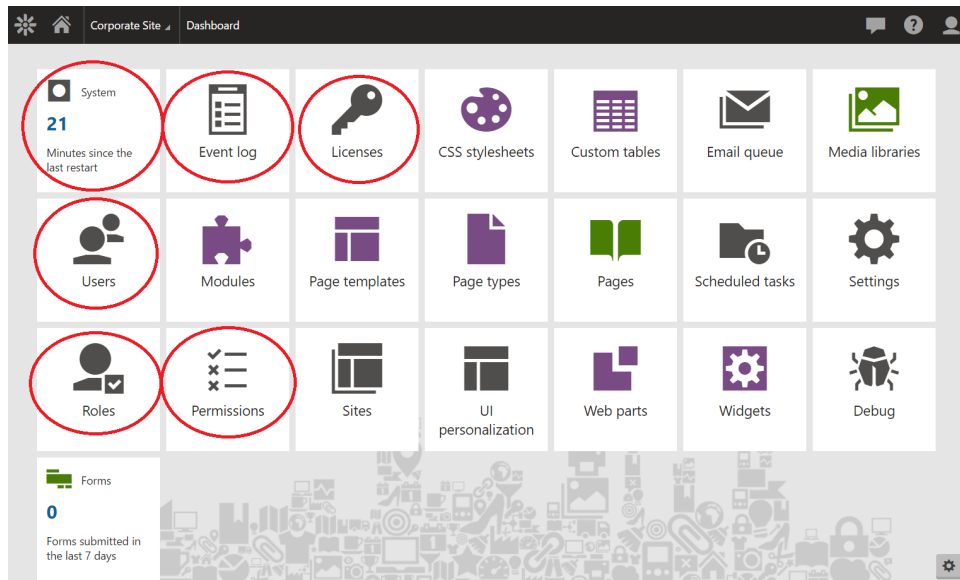 Corporate Site
Dashboard
System
21
Minutes since the
last restart
Event log
Licenses
CSS stylesheets
Custom tables
Email queue
Media libraries
Users
Modules
Page templates
Page types
Pages
Scheduled tasks
Settings
Roles
Permissions
Sites
UI
personalization
Web parts
Widgets
Debug
Forms
0
Forms submitted in
the last 7 days